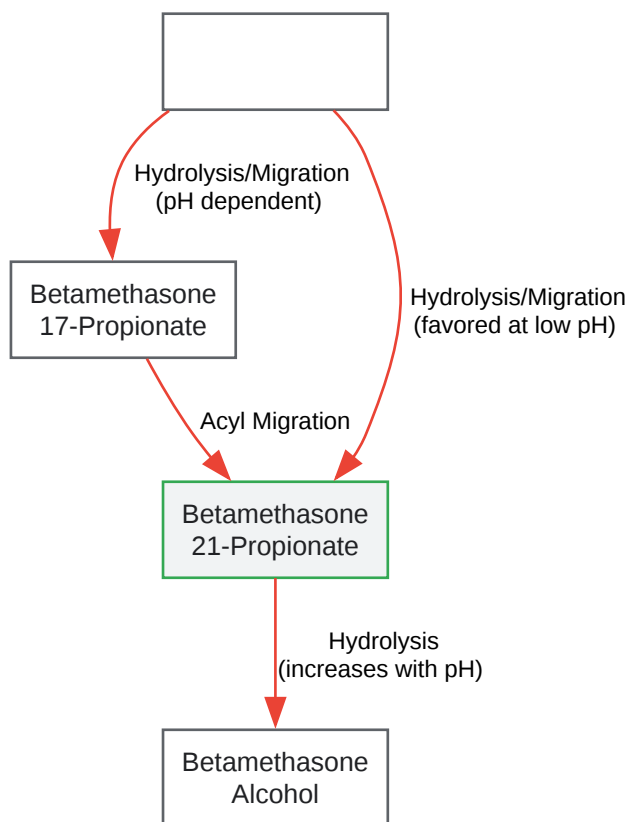 Hydrolysis/Migration
(pH dependent)
Betamethasone
17-Propionate
Hydrolysis/Migration
(favored at low pH)
Acyl Migration
Betamethasone
21-Propionate
Hydrolysis
(increases with pH)
Betamethasone
Alcohol